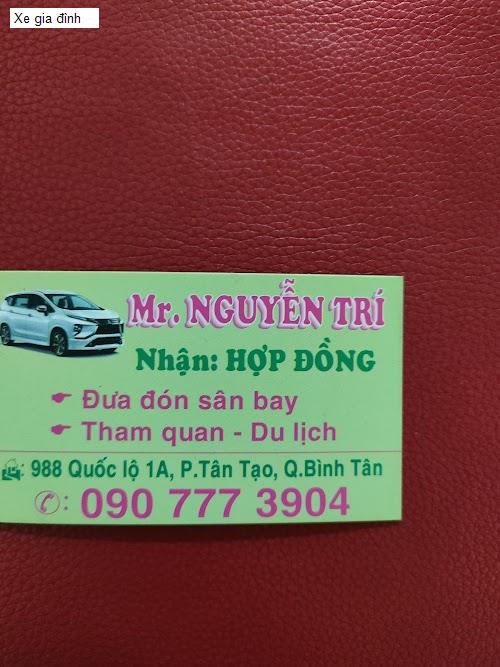 Xe gia đình
Mr. NGUYỄN TRÍ
Nhận: HỢP ĐỒNG
Đưa đón sân bay
Tham quan - Du lịch
: 988 Quốc lộ 1A, P.Tân Tạo, Q.Bình Tân
: 090 777 3904